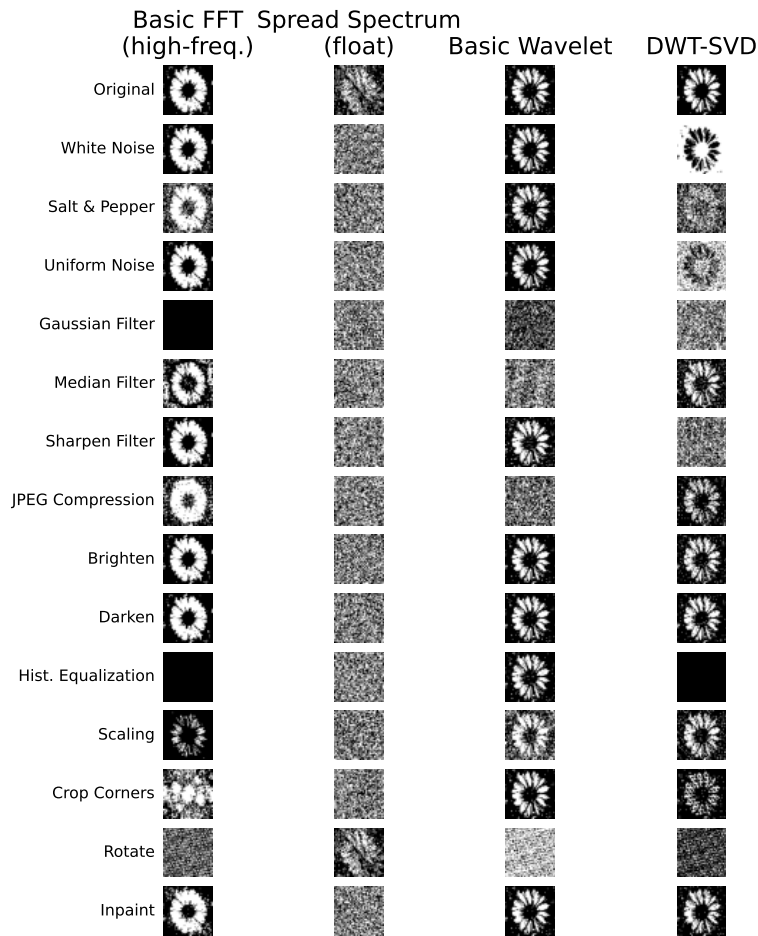 Basic FFT Spread Spectrum
(high-freq.) (float) Basic Wavelet DWT-SVD
Original
White Noise
Salt & Pepper
Uniform Noise
Gaussian Filter
Median Filter
Sharpen Filter
JPEG Compression
Brighten
Darken
Hist. Equalization
Scaling
Crop Corners
Rotate
Inpaint